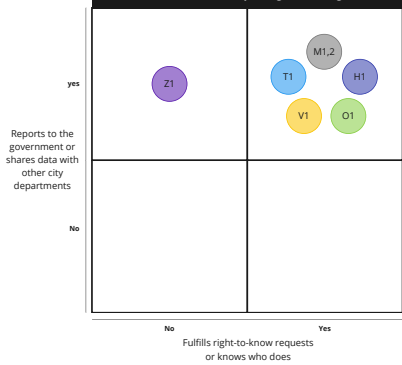 M1,2
Z1
T1
H1
yes
V1
O1
Reports to the
government or
shares data with
other city
departments
No
No
Yes
Fulfills right-to-know requests
or knows who does